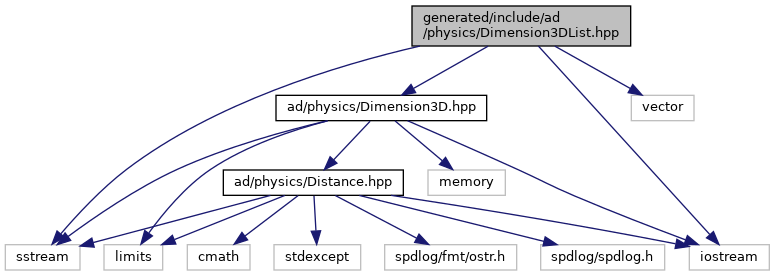 generated/include/ad
/physics/Dimension3DList.hpp
ad/physics/Dimension3D.hpp
vector
ad/physics/Distance.hpp
memory
sstream
limits
cmath
stdexcept
spdlog/fmt/ostr.h
spdlog/spdlog.h
iostream